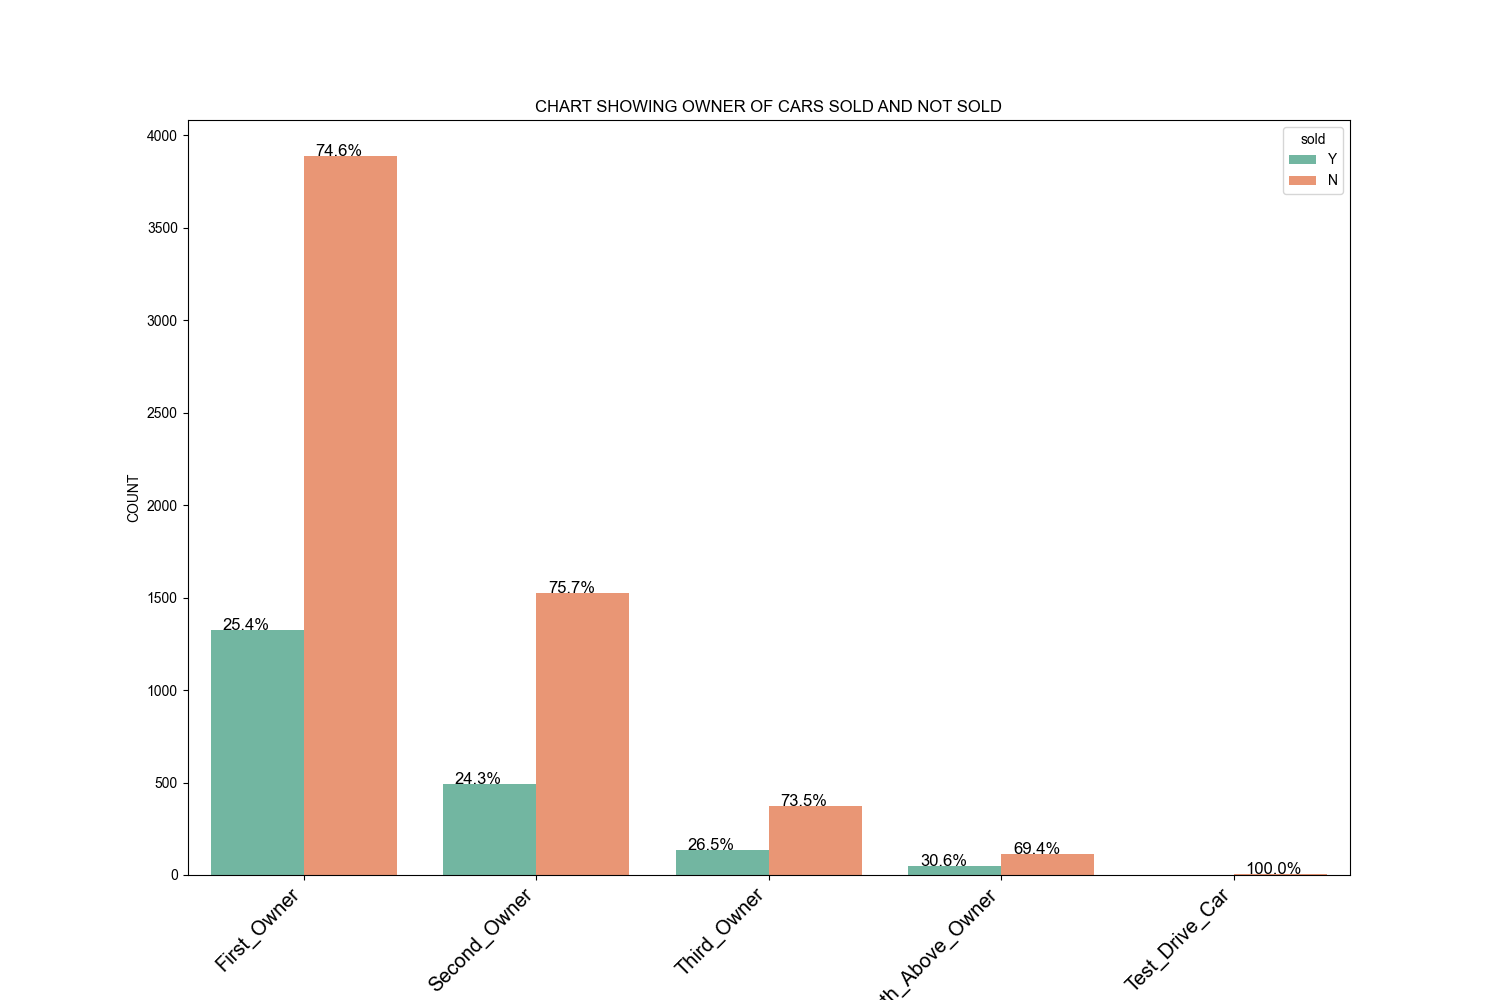 CHART SHOWING OWNER OF CARS SOLD AND NOT SOLD
sold
Y
N
COUNT
4000
3500
3000
2500
2000
1500
1000
500
0
74.6%
25.4%
75.7%
24.3%
73.5%
26.5%
69.4%
30.6%
100.0%
First_Owner
Second_Owner
Third_Owner
th_Above_Owner
Test_Drive_Car